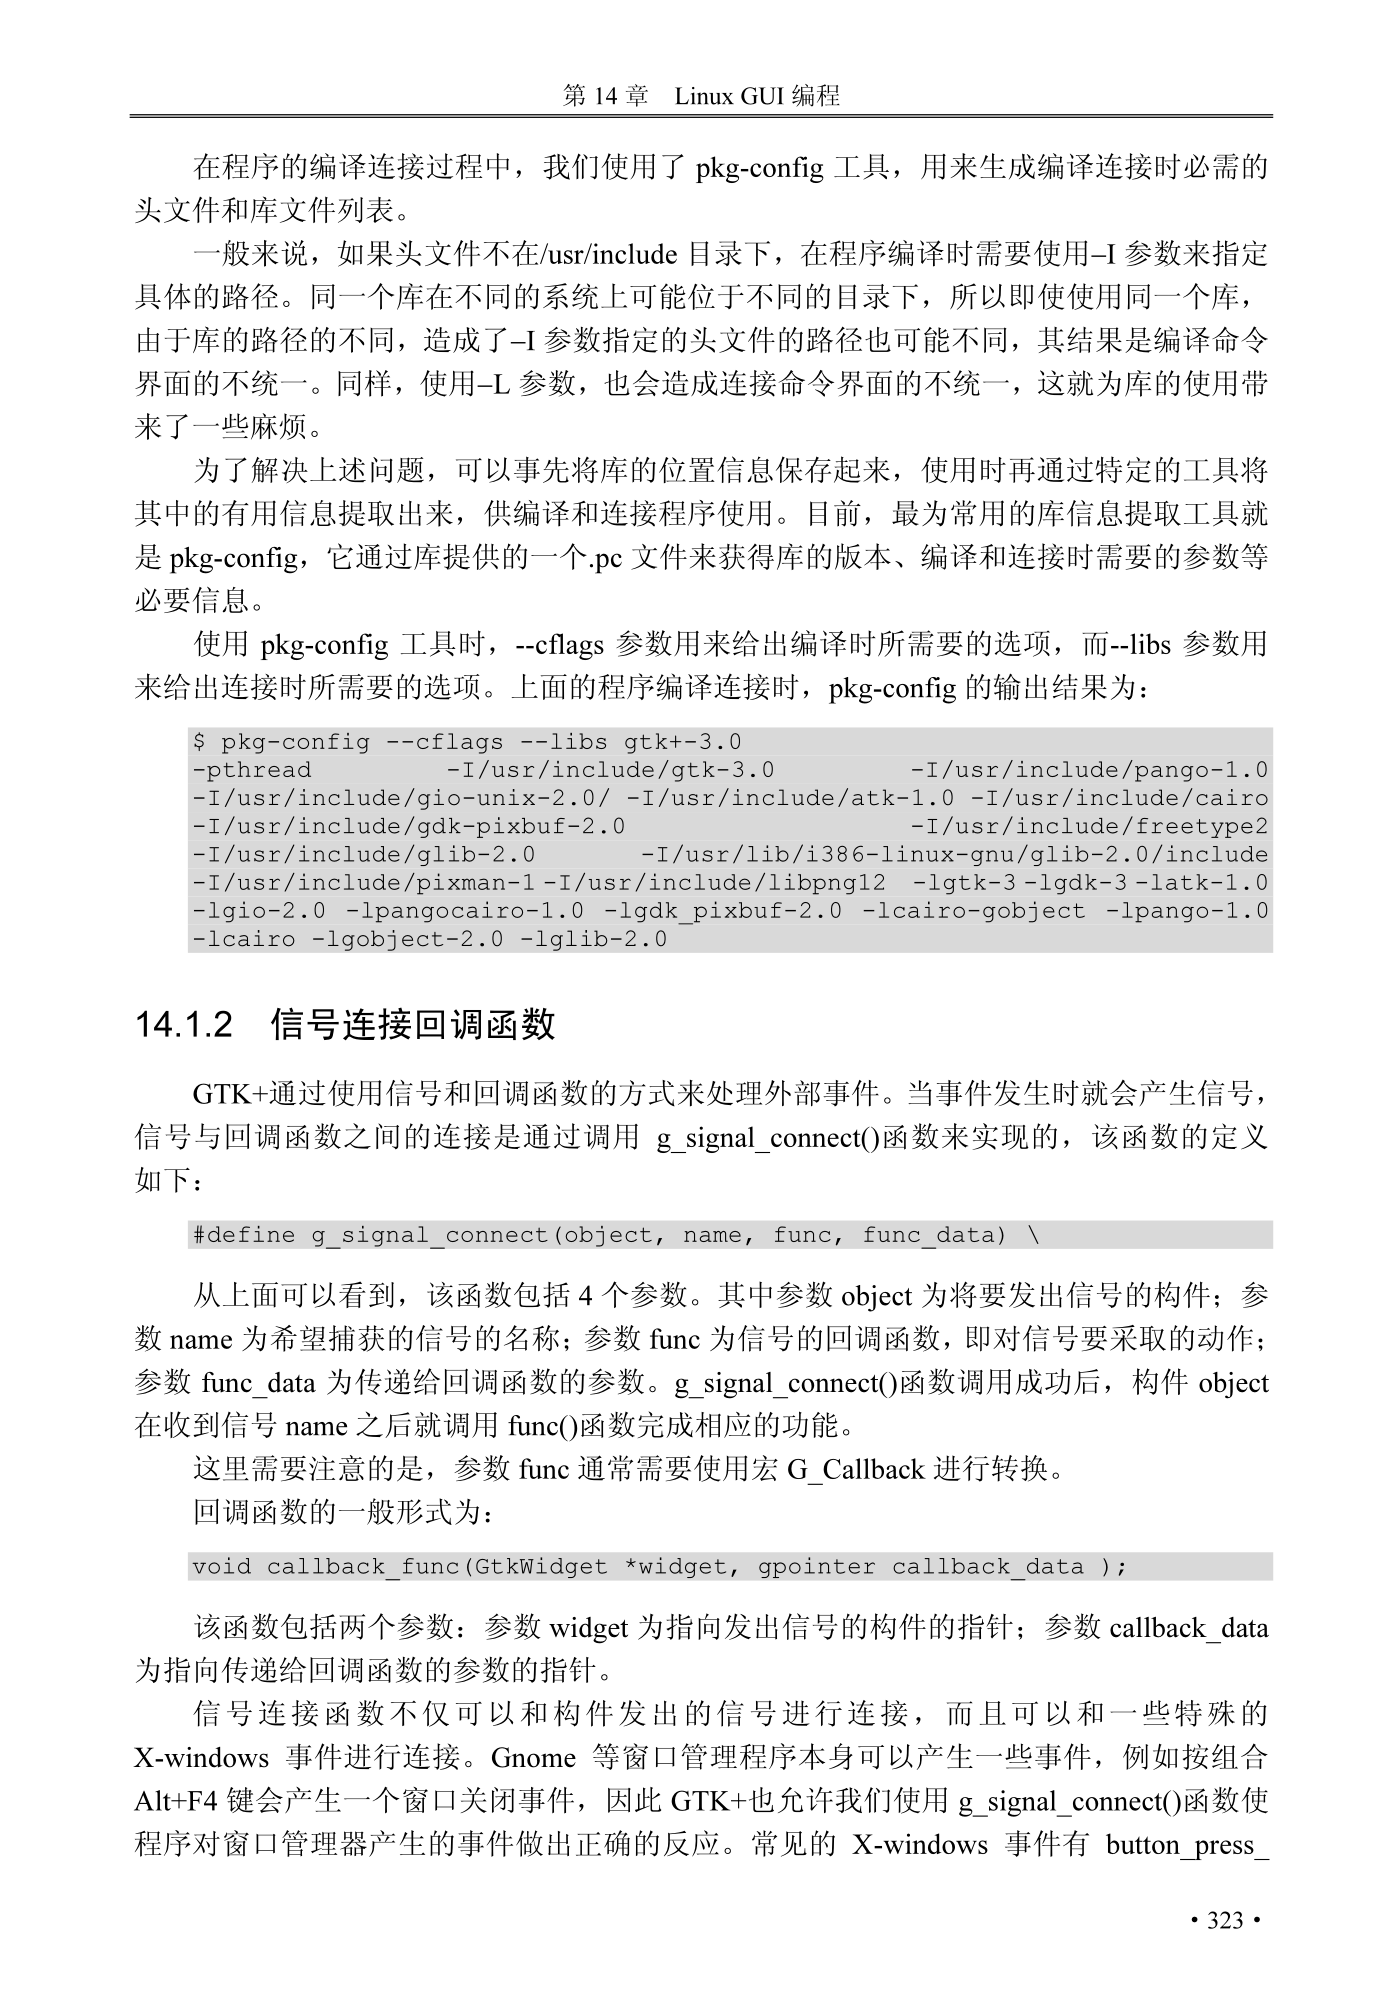 第 14 章 Linux GUI 编程
在程序的编译连接过程中，我们使用了 pkg-config 工具，用来生成编译连接时必需的
头文件和库文件列表。
一般来说，如果头文件不在/usr/include 目录下，在程序编译时需要使用–I 参数来指定
具体的路径。同一个库在不同的系统上可能位于不同的目录下，所以即使使用同一个库，
由于库的路径的不同，造成了–I 参数指定的头文件的路径也可能不同，其结果是编译命令
界面的不统一。同样，使用–L 参数，也会造成连接命令界面的不统一，这就为库的使用带
来了一些麻烦。
为了解决上述问题，可以事先将库的位置信息保存起来，使用时再通过特定的工具将
其中的有用信息提取出来，供编译和连接程序使用。目前，最为常用的库信息提取工具就
是 pkg-config，它通过库提供的一个.pc 文件来获得库的版本、编译和连接时需要的参数等
必要信息。
使用 pkg-config 工具时，--cflags 参数用来给出编译时所需要的选项，而--libs 参数用
来给出连接时所需要的选项。上面的程序编译连接时，pkg-config 的输出结果为：
$ pkg-config --cflags --libs gtk+-3.0
-pthread -I/usr/include/gtk-3.0 -I/usr/include/pango-1.0
-I/usr/include/gio-unix-2.0/ -I/usr/include/atk-1.0 -I/usr/include/cairo
-I/usr/include/gdk-pixbuf-2.0 -I/usr/include/freetype2
-I/usr/include/glib-2.0 -I/usr/lib/i386-linux-gnu/glib-2.0/include
-I/usr/include/pixman-1 -I/usr/include/libpng12 -lgtk-3 -lgdk-3 -latk-1.0
-lgio-2.0 -lpangocairo-1.0 -lgdk_pixbuf-2.0 -lcairo-gobject -lpango-1.0
-lcairo -lgobject-2.0 -lglib-2.0
14.1.2 信号连接回调函数
GTK+通过使用信号和回调函数的方式来处理外部事件。当事件发生时就会产生信号，
信号与回调函数之间的连接是通过调用 g_signal_connect()函数来实现的，该函数的定义
如下：
#define g_signal_connect(object, name, func, func_data) \
从上面可以看到，该函数包括 4 个参数。其中参数 object 为将要发出信号的构件；参
数 name 为希望捕获的信号的名称；参数 func 为信号的回调函数，即对信号要采取的动作；
参数 func_data 为传递给回调函数的参数。g_signal_connect()函数调用成功后，构件 object
在收到信号 name 之后就调用 func()函数完成相应的功能。
这里需要注意的是，参数 func 通常需要使用宏 G_Callback 进行转换。
回调函数的一般形式为：
void callback_func(GtkWidget *widget, gpointer callback_data );
该函数包括两个参数：参数 widget 为指向发出信号的构件的指针；参数 callback_data
为指向传递给回调函数的参数的指针。
信号连接函数不仅可以和构件发出的信号进行连接，而且可以和一些特殊的
X-windows 事件进行连接。Gnome 等窗口管理程序本身可以产生一些事件，例如按组合
Alt+F4 键会产生一个窗口关闭事件，因此 GTK+也允许我们使用 g_signal_connect()函数使
程序对窗口管理器产生的事件做出正确的反应。常见的 X-windows 事件有 button_press_
• 323 •